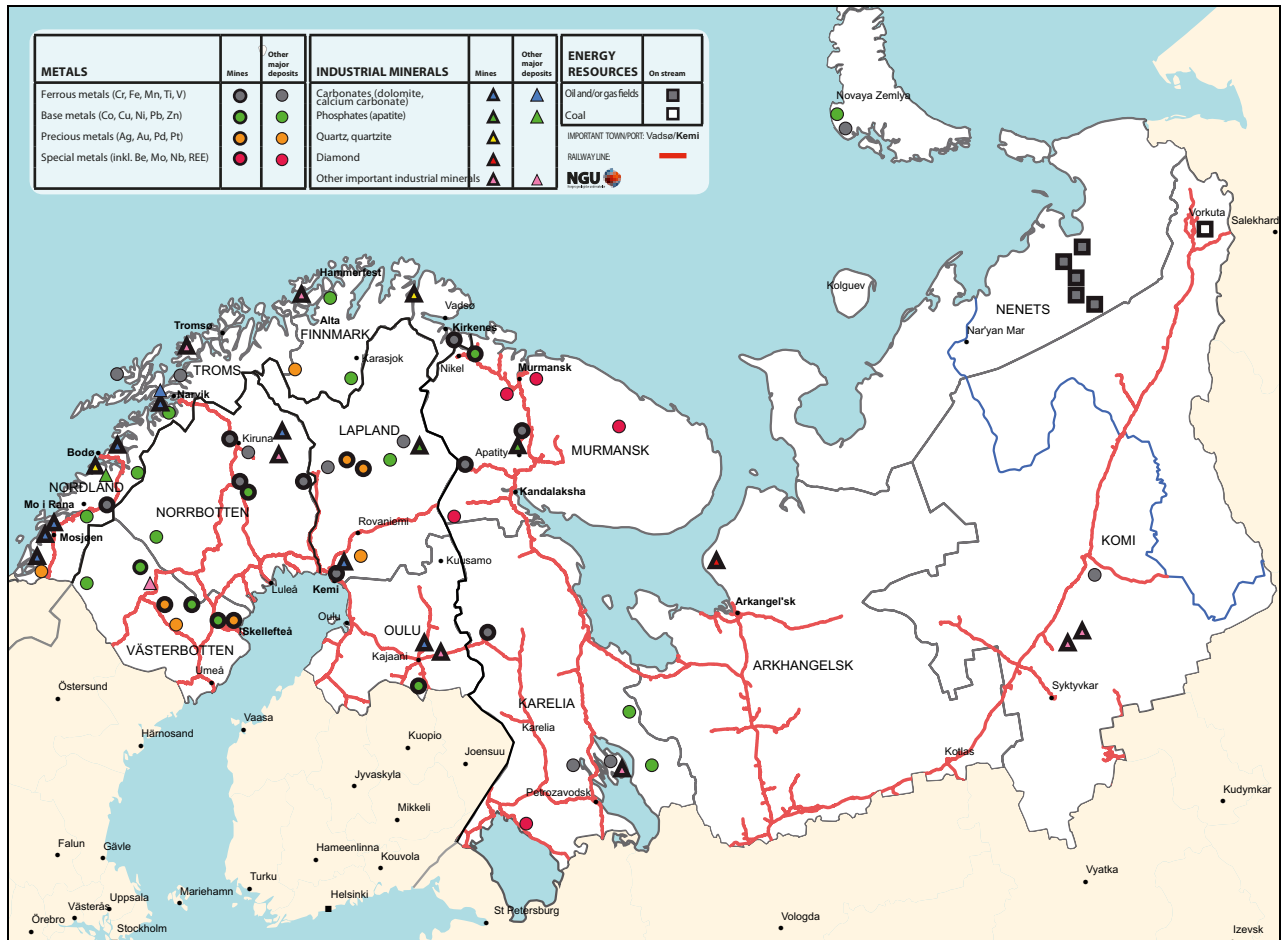 METALS
Mines
Other
major
deposits
Ferrous metals (Cr, Fe, Mn, Ti, V)
Base metals (Co, Cu, Ni, Pb, Zn)
Precious metals (Ag, Au, Pd, Pt)
Special metals (inkl. Be, Mo, Nb, REE)
INDUSTRIAL MINERALS
Mines
Other
major
deposits
Carbonates (dolomite,
calcium carbonate)
Phosphates (apatite)
Quartz, quartzite
Diamond
Other important industrial minerals
ENERGY
RESOURCES
On stream
Oil and/or gas fields
Coal
IMPORTANT TOWN/PORT: Vadsø/Kemi
RAILWAY LINE:
NGU
Novaya Zemlya
Vorkuta
Salekhard
Kolguev
NENETS
Nar'yan Mar
Hammerfest
Vadsø
Alta
FINNMARK
Kirkenes
Tromsø
Karasjok
Nikel
Murmansk
TROMS
Narvik
LAPLAND
Kiruna
Apatity
MURMANSK
Bodø
NORDLAND
Kandalaksha
Mo i Rana
NORRBOTTEN
Rovaniemi
Mosjøen
KOMI
Kuusamo
Luleå
Kemi
Arkangel'sk
Oulu
OULU
Skellefteå
VÄSTERBOTTEN
Kajaani
ARKHANGELSK
Umeå
Syktyvkar
Östersund
KARELIA
Vaasa
Karelia
Härnosand
Kuopio
Joensuu
Kotlas
Jyvaskyla
Petrozavodsk
Mikkeli
Kudymkar
Falun
Gävle
Hameenlinna
Kouvola
Vyatka
Turku
Mariehamn
Helsinki
Uppsala
Västerås
St Petersburg
Örebro
Stockholm
Vologda
Izevsk